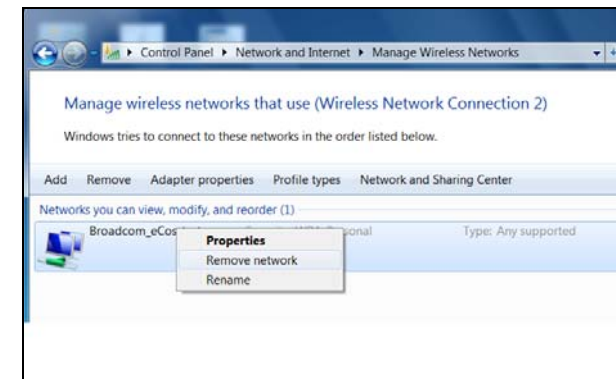 Control Panel ▸ Network and Internet ▸ Manage Wireless Networks
Manage wireless networks that use (Wireless Network Connection 2)
Windows tries to connect to these networks in the order listed below.
Add Remove Adapter properties Profile types Network and Sharing Center
Networks you can view, modify, and reorder (1)
Broadcom_eCos Type: Any supported
Properties
Remove network
Rename